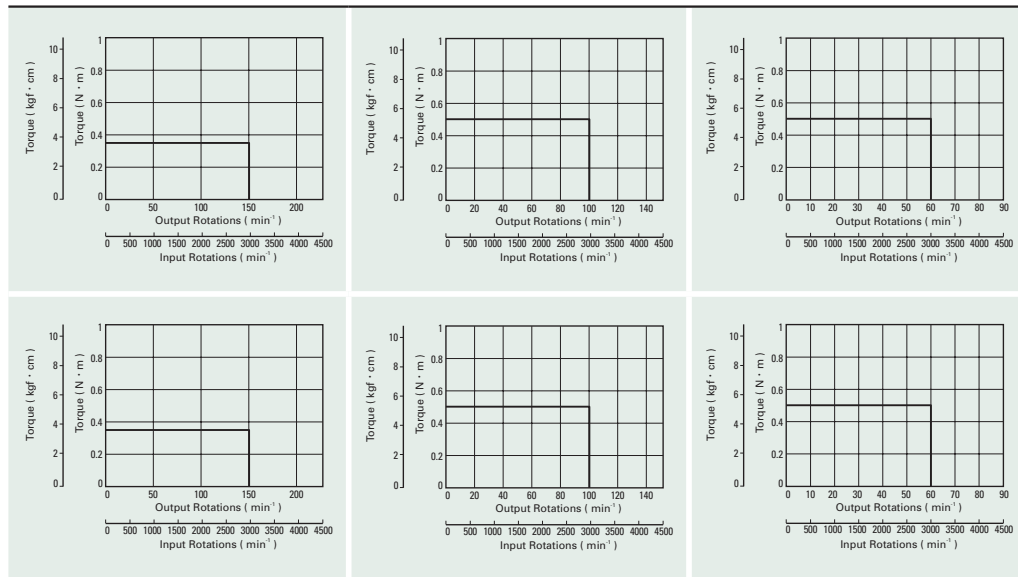 Torque ( kgf・cm )
10
8
6
4
2
0
Torque ( N・m )
1
0.8
0.6
0.4
0.2
0
0 50 100 150 200
Output Rotations ( min⁻¹ )
0 500 1000 1500 2000 2500 3000 3500 4000 4500
Input Rotations ( min⁻¹ )
Torque ( kgf・cm )
10
8
6
4
2
0
Torque ( N・m )
1
0.8
0.6
0.4
0.2
0
0 20 40 60 80 100 120 140
Output Rotations ( min⁻¹ )
0 500 1000 1500 2000 2500 3000 3500 4000 4500
Input Rotations ( min⁻¹ )
Torque ( kgf・cm )
10
8
6
4
2
0
Torque ( N・m )
1
0.8
0.6
0.4
0.2
0
0 10 20 30 40 50 60 70 80 90
Output Rotations ( min⁻¹ )
0 500 1000 1500 2000 2500 3000 3500 4000 4500
Input Rotations ( min⁻¹ )
Torque ( kgf・cm )
10
8
6
4
2
0
Torque ( N・m )
1
0.8
0.6
0.4
0.2
0
0 50 100 150 200
Output Rotations ( min⁻¹ )
0 500 1000 1500 2000 2500 3000 3500 4000 4500
Input Rotations ( min⁻¹ )
Torque ( kgf・cm )
10
8
6
4
2
0
Torque ( N・m )
1
0.8
0.6
0.4
0.2
0
0 20 40 60 80 100 120 140
Output Rotations ( min⁻¹ )
0 500 1000 1500 2000 2500 3000 3500 4000 4500
Input Rotations ( min⁻¹ )
Torque ( kgf・cm )
10
8
6
4
2
0
Torque ( N・m )
1
0.8
0.6
0.4
0.2
0
0 10 20 30 40 50 60 70 80 90
Output Rotations ( min⁻¹ )
0 500 1000 1500 2000 2500 3000 3500 4000 4500
Input Rotations ( min⁻¹ )